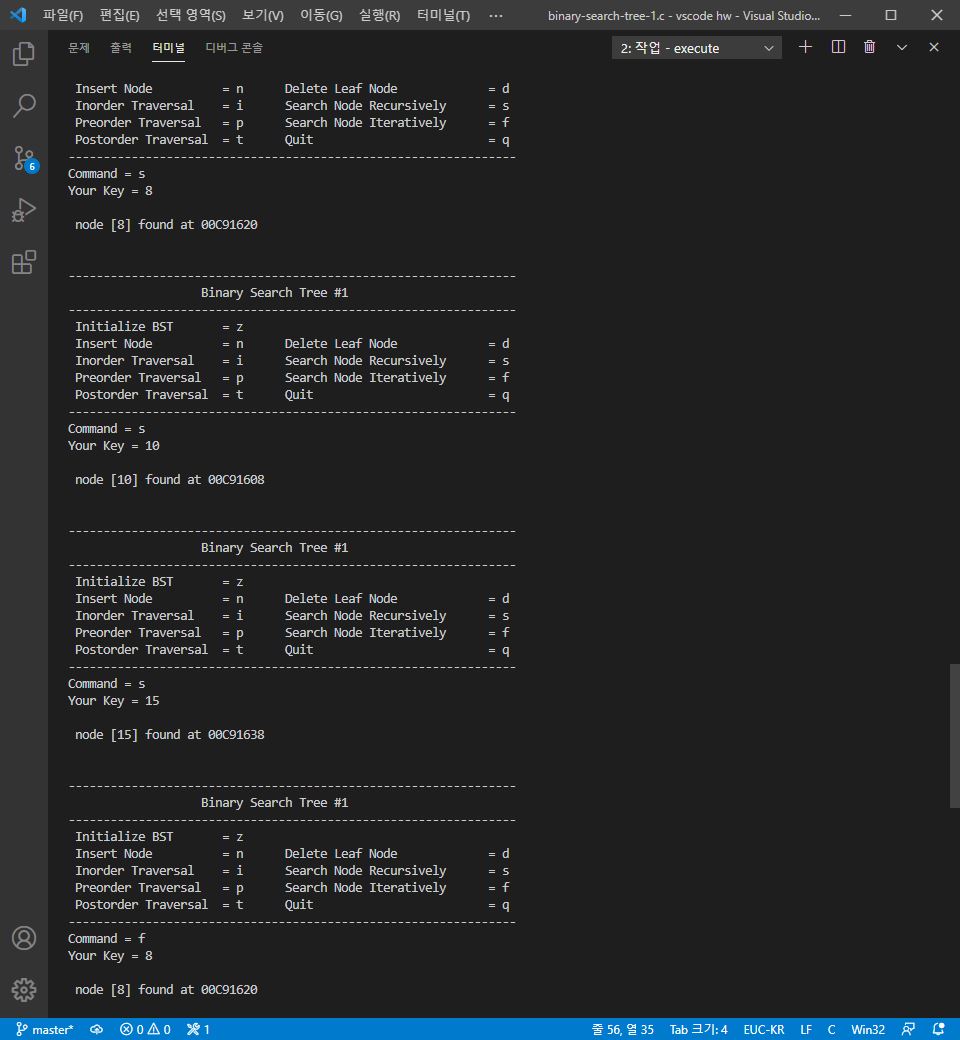 파일(F) 편집(E) 선택 영역(S) 보기(V) 이동(G) 실행(R) 터미널(T) ··· binary-search-tree-1.c - vscode hw - Visual Studio...
문제 출력 터미널 디버그 콘솔 2: 작업 - execute
Insert Node = n Delete Leaf Node = d
Inorder Traversal = i Search Node Recursively = s
Preorder Traversal = p Search Node Iteratively = f
Postorder Traversal = t Quit = q
----------------------------------------------------------------
Command = s
Your Key = 8
node [8] found at 00C91620
----------------------------------------------------------------
Binary Search Tree #1
----------------------------------------------------------------
Initialize BST = z
Insert Node = n Delete Leaf Node = d
Inorder Traversal = i Search Node Recursively = s
Preorder Traversal = p Search Node Iteratively = f
Postorder Traversal = t Quit = q
----------------------------------------------------------------
Command = s
Your Key = 10
node [10] found at 00C91608
----------------------------------------------------------------
Binary Search Tree #1
----------------------------------------------------------------
Initialize BST = z
Insert Node = n Delete Leaf Node = d
Inorder Traversal = i Search Node Recursively = s
Preorder Traversal = p Search Node Iteratively = f
Postorder Traversal = t Quit = q
----------------------------------------------------------------
Command = s
Your Key = 15
node [15] found at 00C91638
----------------------------------------------------------------
Binary Search Tree #1
----------------------------------------------------------------
Initialize BST = z
Insert Node = n Delete Leaf Node = d
Inorder Traversal = i Search Node Recursively = s
Preorder Traversal = p Search Node Iteratively = f
Postorder Traversal = t Quit = q
----------------------------------------------------------------
Command = f
Your Key = 8
node [8] found at 00C91620
6
master* 0 0 1 줄 56, 열 35 Tab 크기: 4 EUC-KR LF C Win32